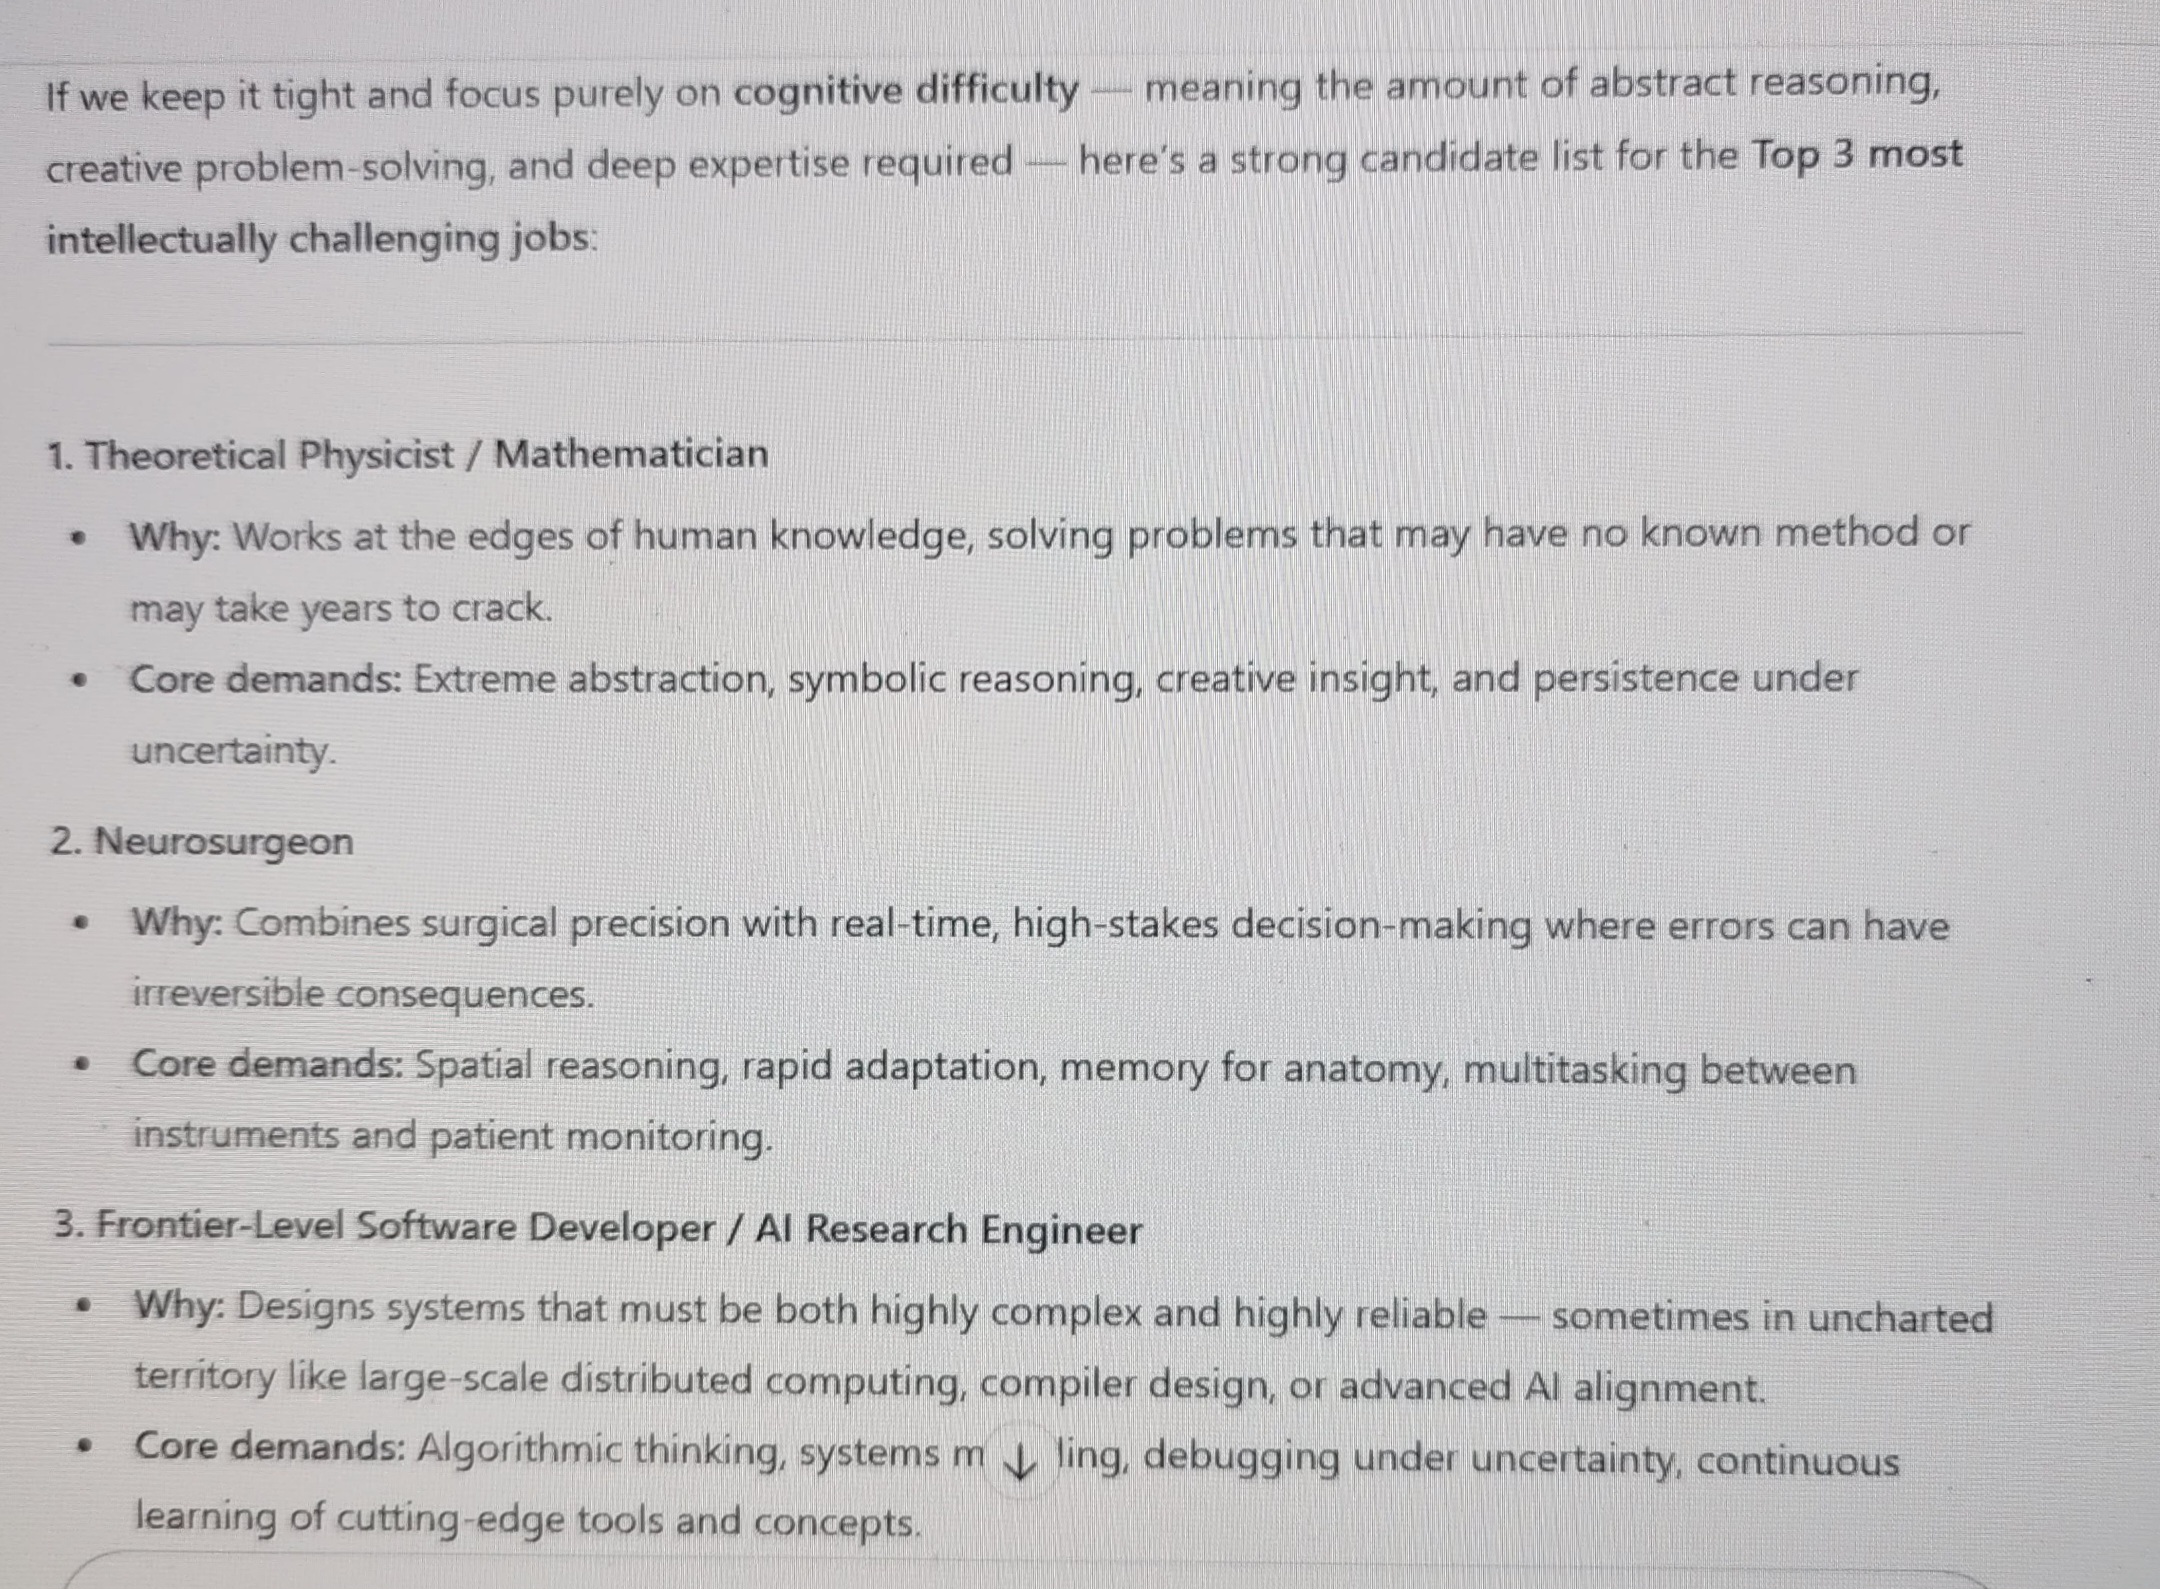 If we keep it tight and focus purely on cognitive difficulty — meaning the amount of abstract reasoning,
creative problem-solving, and deep expertise required — here's a strong candidate list for the Top 3 most
intellectually challenging jobs:
1. Theoretical Physicist / Mathematician
• Why: Works at the edges of human knowledge, solving problems that may have no known method or
may take years to crack.
• Core demands: Extreme abstraction, symbolic reasoning, creative insight, and persistence under
uncertainty.
2. Neurosurgeon
• Why: Combines surgical precision with real-time, high-stakes decision-making where errors can have
irreversible consequences.
• Core demands: Spatial reasoning, rapid adaptation, memory for anatomy, multitasking between
instruments and patient monitoring.
3. Frontier-Level Software Developer / AI Research Engineer
• Why: Designs systems that must be both highly complex and highly reliable — sometimes in uncharted
territory like large-scale distributed computing, compiler design, or advanced AI alignment.
• Core demands: Algorithmic thinking, systems m ling, debugging under uncertainty, continuous
learning of cutting-edge tools and concepts.